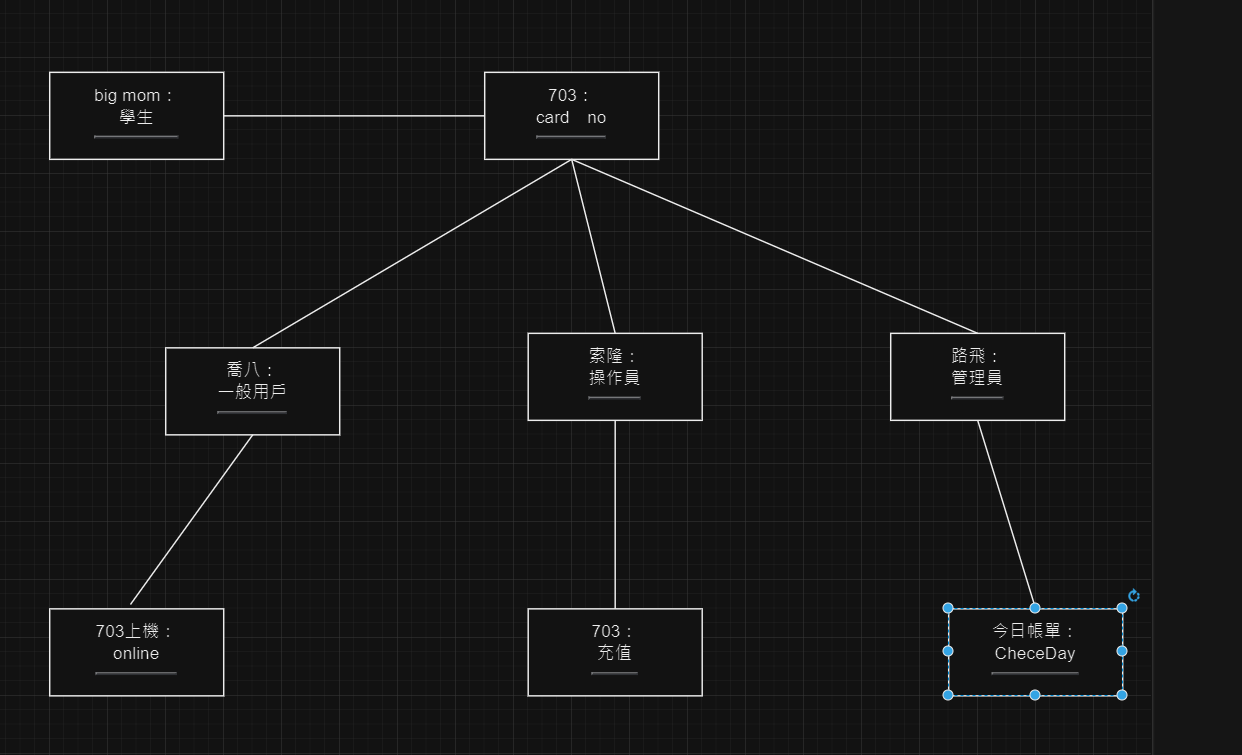 big mom：
學生
703：
card no
喬八：
一般用戶
索隆：
操作員
路飛：
管理員
703上機：
online
703：
充值
今日帳單：
CheceDay